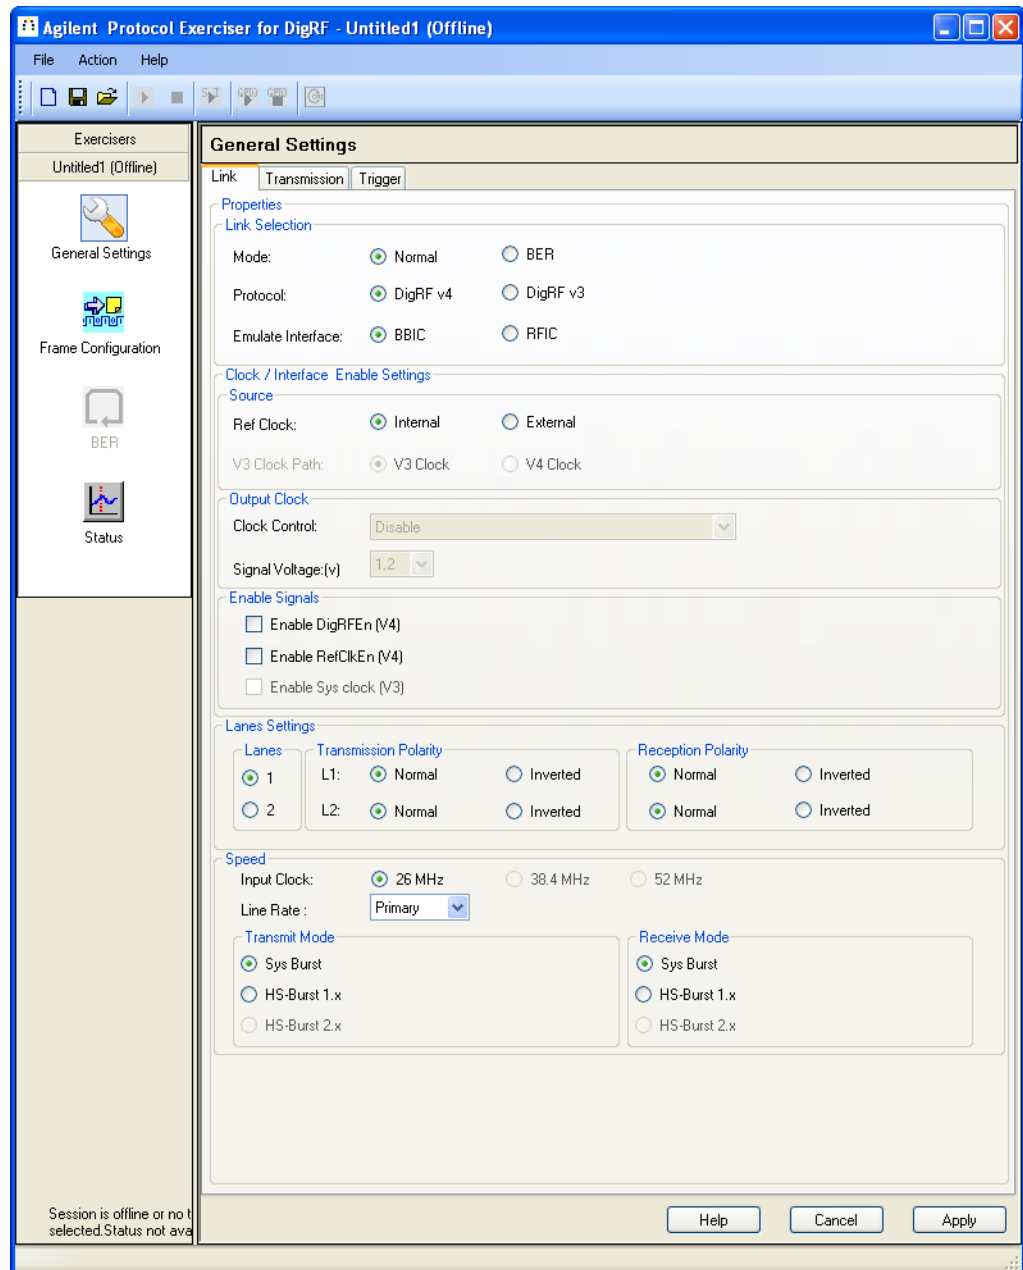 Agilent Protocol Exerciser for DigRF - Untitled1 (Offline)
File Action Help
SVT GPIO GPIO
Exercisers
Untitled1 (Offline)
General Settings
Frame Configuration
BER
Status
Session is offline or no t
selected.Status not ava
General Settings
Link Transmission Trigger
Properties
Link Selection
Mode: Normal BER
Protocol: DigRF v4 DigRF v3
Emulate Interface: BBIC RFIC
Clock / Interface Enable Settings
Source
Ref Clock: Internal External
V3 Clock Path: V3 Clock V4 Clock
Output Clock
Clock Control: Disable
Signal Voltage:(v) 1.2
Enable Signals
Enable DigRFEn (V4)
Enable RefClkEn (V4)
Enable Sys clock (V3)
Lanes Settings
Lanes Transmission Polarity Reception Polarity
1 L1: Normal Inverted Normal Inverted
2 L2: Normal Inverted Normal Inverted
Speed
Input Clock: 26 MHz 38.4 MHz 52 MHz
Line Rate : Primary
Transmit Mode Receive Mode
Sys Burst Sys Burst
HS-Burst 1.x HS-Burst 1.x
HS-Burst 2.x HS-Burst 2.x
Help Cancel Apply